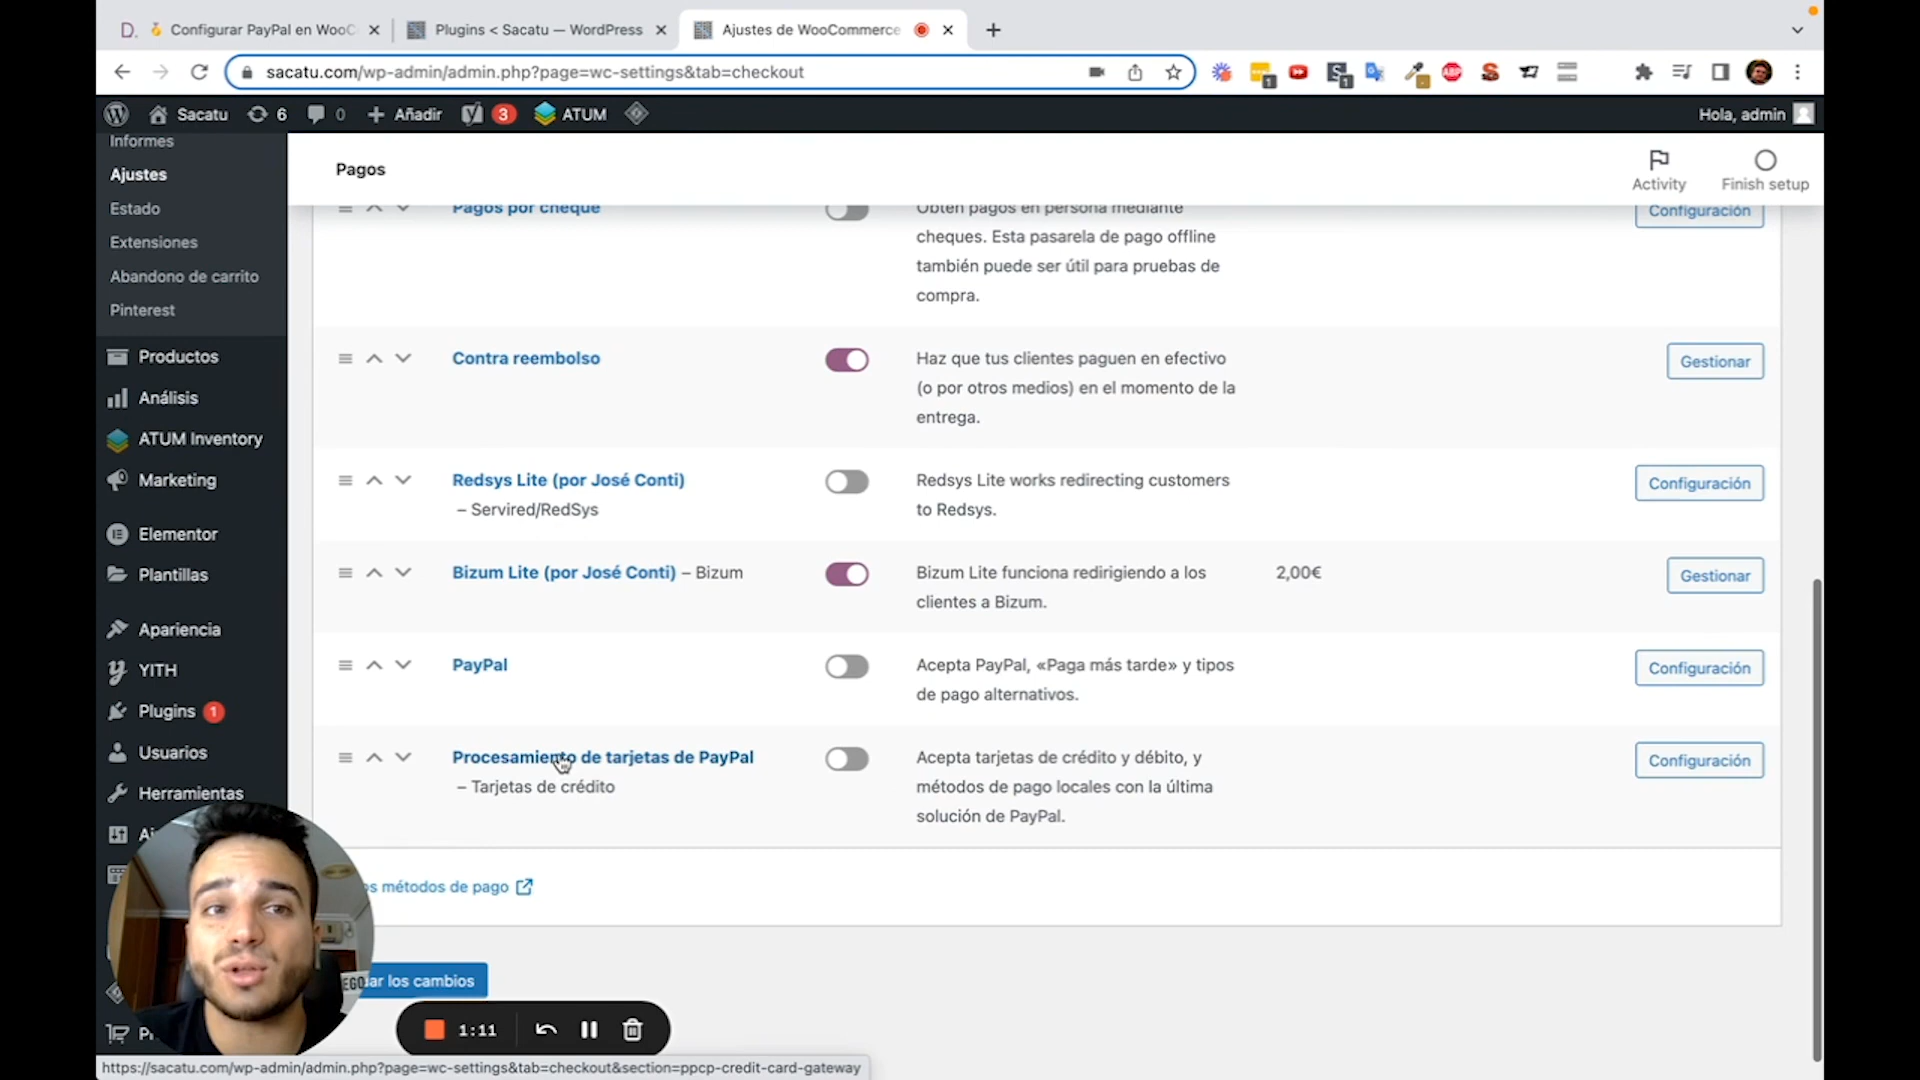 Configurar PayPal en WooC
Plugins < Sacatu — WordPress
Ajustes de WooCommerce
sacatu.com/wp-admin/admin.php?page=wc-settings&tab=checkout
Sacatu
6
0
Añadir
3
ATUM
Hola, admin
Informes
Ajustes
Estado
Extensiones
Abandono de carrito
Pinterest
Productos
Análisis
ATUM Inventory
Marketing
Elementor
Plantillas
Apariencia
YITH
Plugins 1
Usuarios
Herramientas
Pagos
Activity
Finish setup
Pagos por cheque
Obtén pagos en persona mediante
cheques. Esta pasarela de pago offline
también puede ser útil para pruebas de
compra.
Configuración
Contra reembolso
Haz que tus clientes paguen en efectivo
(o por otros medios) en el momento de la
entrega.
Gestionar
Redsys Lite (por José Conti)
– Servired/RedSys
Redsys Lite works redirecting customers
to Redsys.
Configuración
Bizum Lite (por José Conti) – Bizum
Bizum Lite funciona redirigiendo a los
clientes a Bizum.
2,00€
Gestionar
PayPal
Acepta PayPal, «Paga más tarde» y tipos
de pago alternativos.
Configuración
Procesamiento de tarjetas de PayPal
– Tarjetas de crédito
Acepta tarjetas de crédito y débito, y
métodos de pago locales con la última
solución de PayPal.
Configuración
os métodos de pago
ar los cambios
1:11
https://sacatu.com/wp-admin/admin.php?page=wc-settings&tab=checkout&section=ppcp-credit-card-gateway